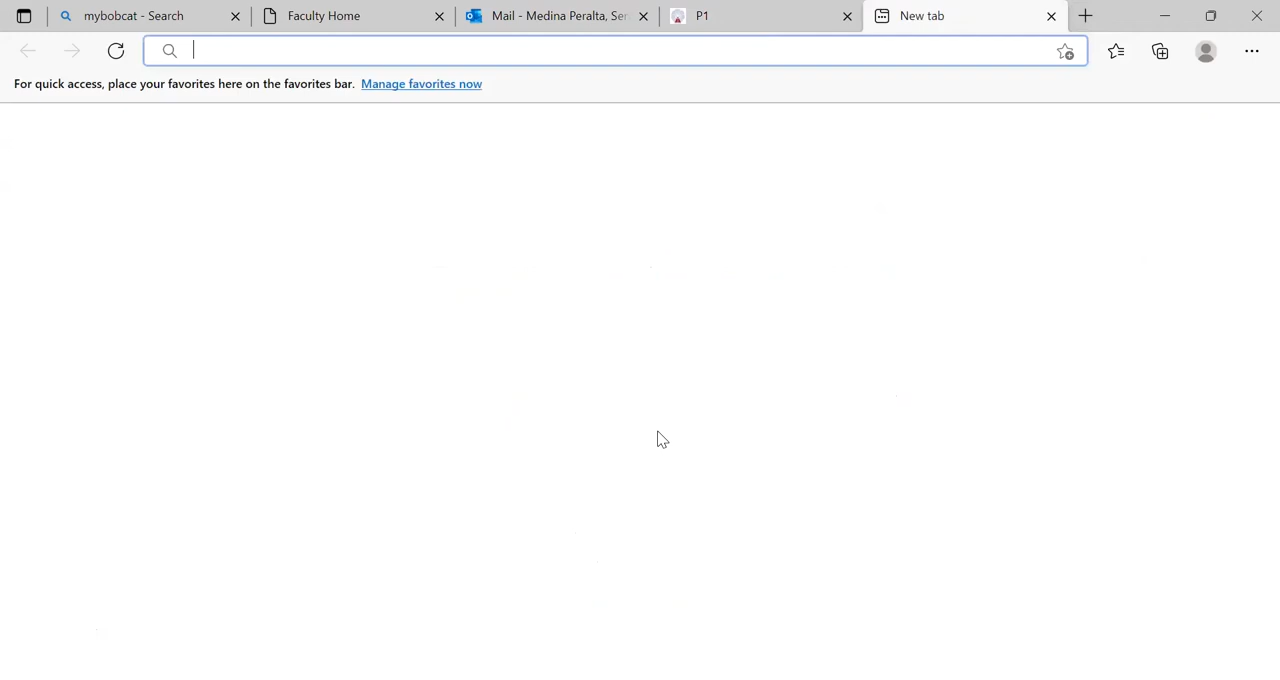 mybobcat - Search
Faculty Home
Mail - Medina Peralta, Ser
P1
New tab
For quick access, place your favorites here on the favorites bar. Manage favorites now